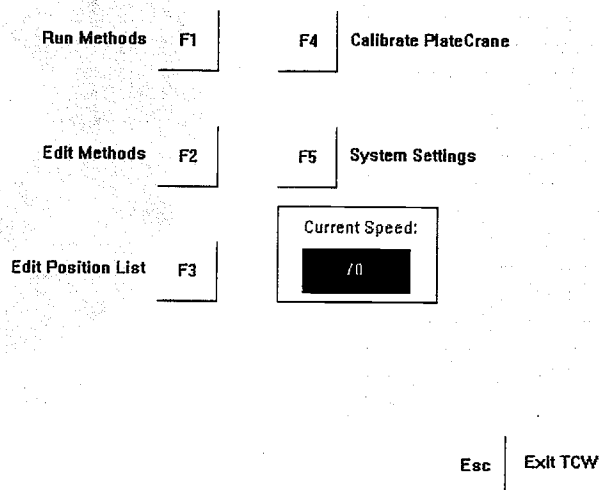 Run Methods F1 F4 Calibrate PlateCrane
Edit Methods F2 F5 System Settings
Current Speed:
Edit Position List F3 70
Esc Exit TCW